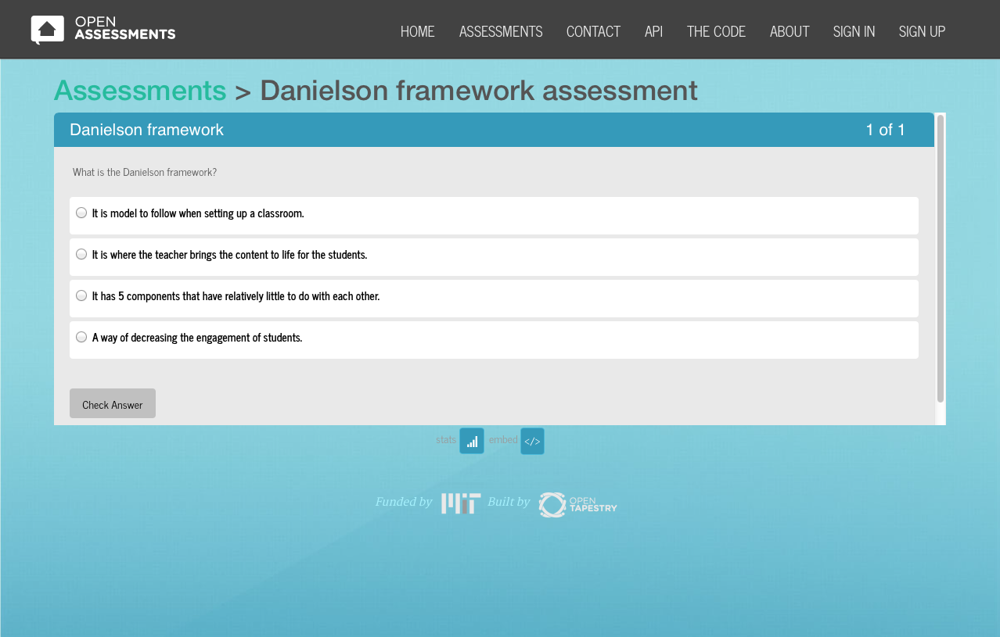 OPEN
ASSESSMENTS
HOME ASSESSMENTS CONTACT API THE CODE ABOUT SIGN IN SIGN UP
Assessments > Danielson framework assessment
Danielson framework 1 of 1
What is the Danielson framework?
It is model to follow when setting up a classroom.
It is where the teacher brings the content to life for the students.
It has 5 components that have relatively little to do with each other.
A way of decreasing the engagement of students.
Check Answer
stats embed </>
Funded by MIT Built by OPEN
TAPESTRY